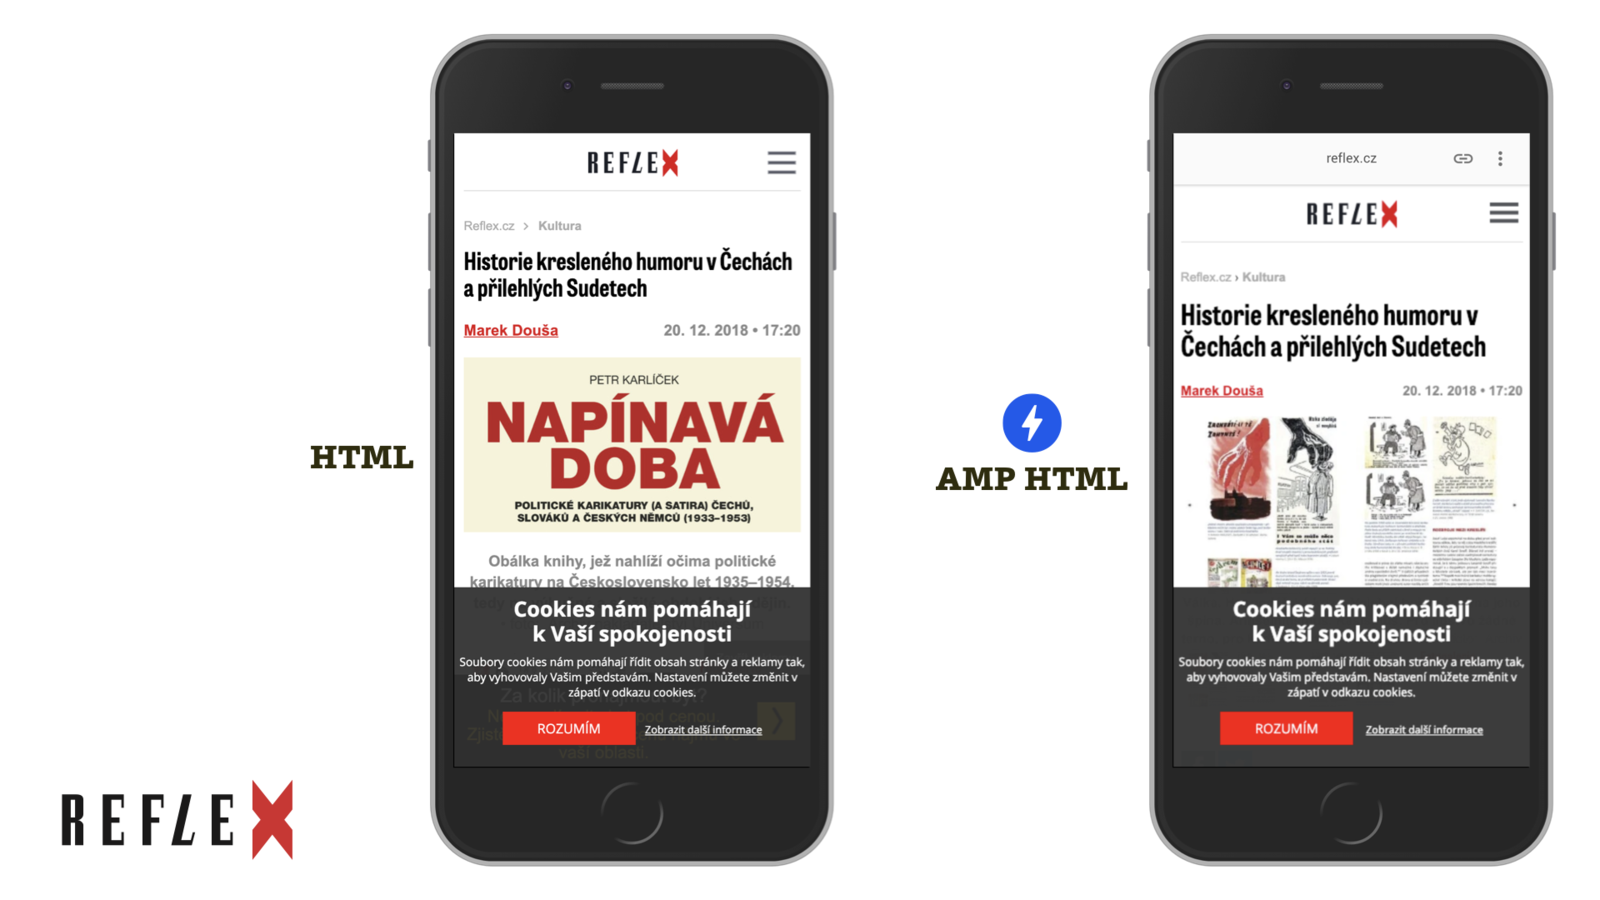 HTML
REFLEX
Reflex.cz > Kultura
Historie kresleného humoru v Čechách
a přilehlých Sudetech
Marek Douša 20. 12. 2018 • 17:20
PETR KARLÍČEK
NAPÍNAVÁ
DOBA
POLITICKÉ KARIKATURY (A SATIRA) ČECHŮ,
SLOVÁKŮ A ČESKÝCH NĚMCŮ (1933–1953)
Obálka knihy, jež nahlíží očima politické
karikatury na Československo let 1935–1954,
Cookies nám pomáhají
k Vaší spokojenosti
Soubory cookies nám pomáhají řídit obsah stránky a reklamy tak,
aby vyhovovaly Vašim představám. Nastavení můžete změnit v
zápatí v odkazu cookies.
ROZUMÍM Zobrazit další informace
vaší oblasti.
AMP HTML
reflex.cz
REFLEX
Reflex.cz › Kultura
Historie kresleného humoru v
Čechách a přilehlých Sudetech
Marek Douša 20. 12. 2018 • 17:20
Cookies nám pomáhají
k Vaší spokojenosti
Soubory cookies nám pomáhají řídit obsah stránky a reklamy tak,
aby vyhovovaly Vašim představám. Nastavení můžete změnit v
zápatí v odkazu cookies.
ROZUMÍM Zobrazit další informace
REFLEX